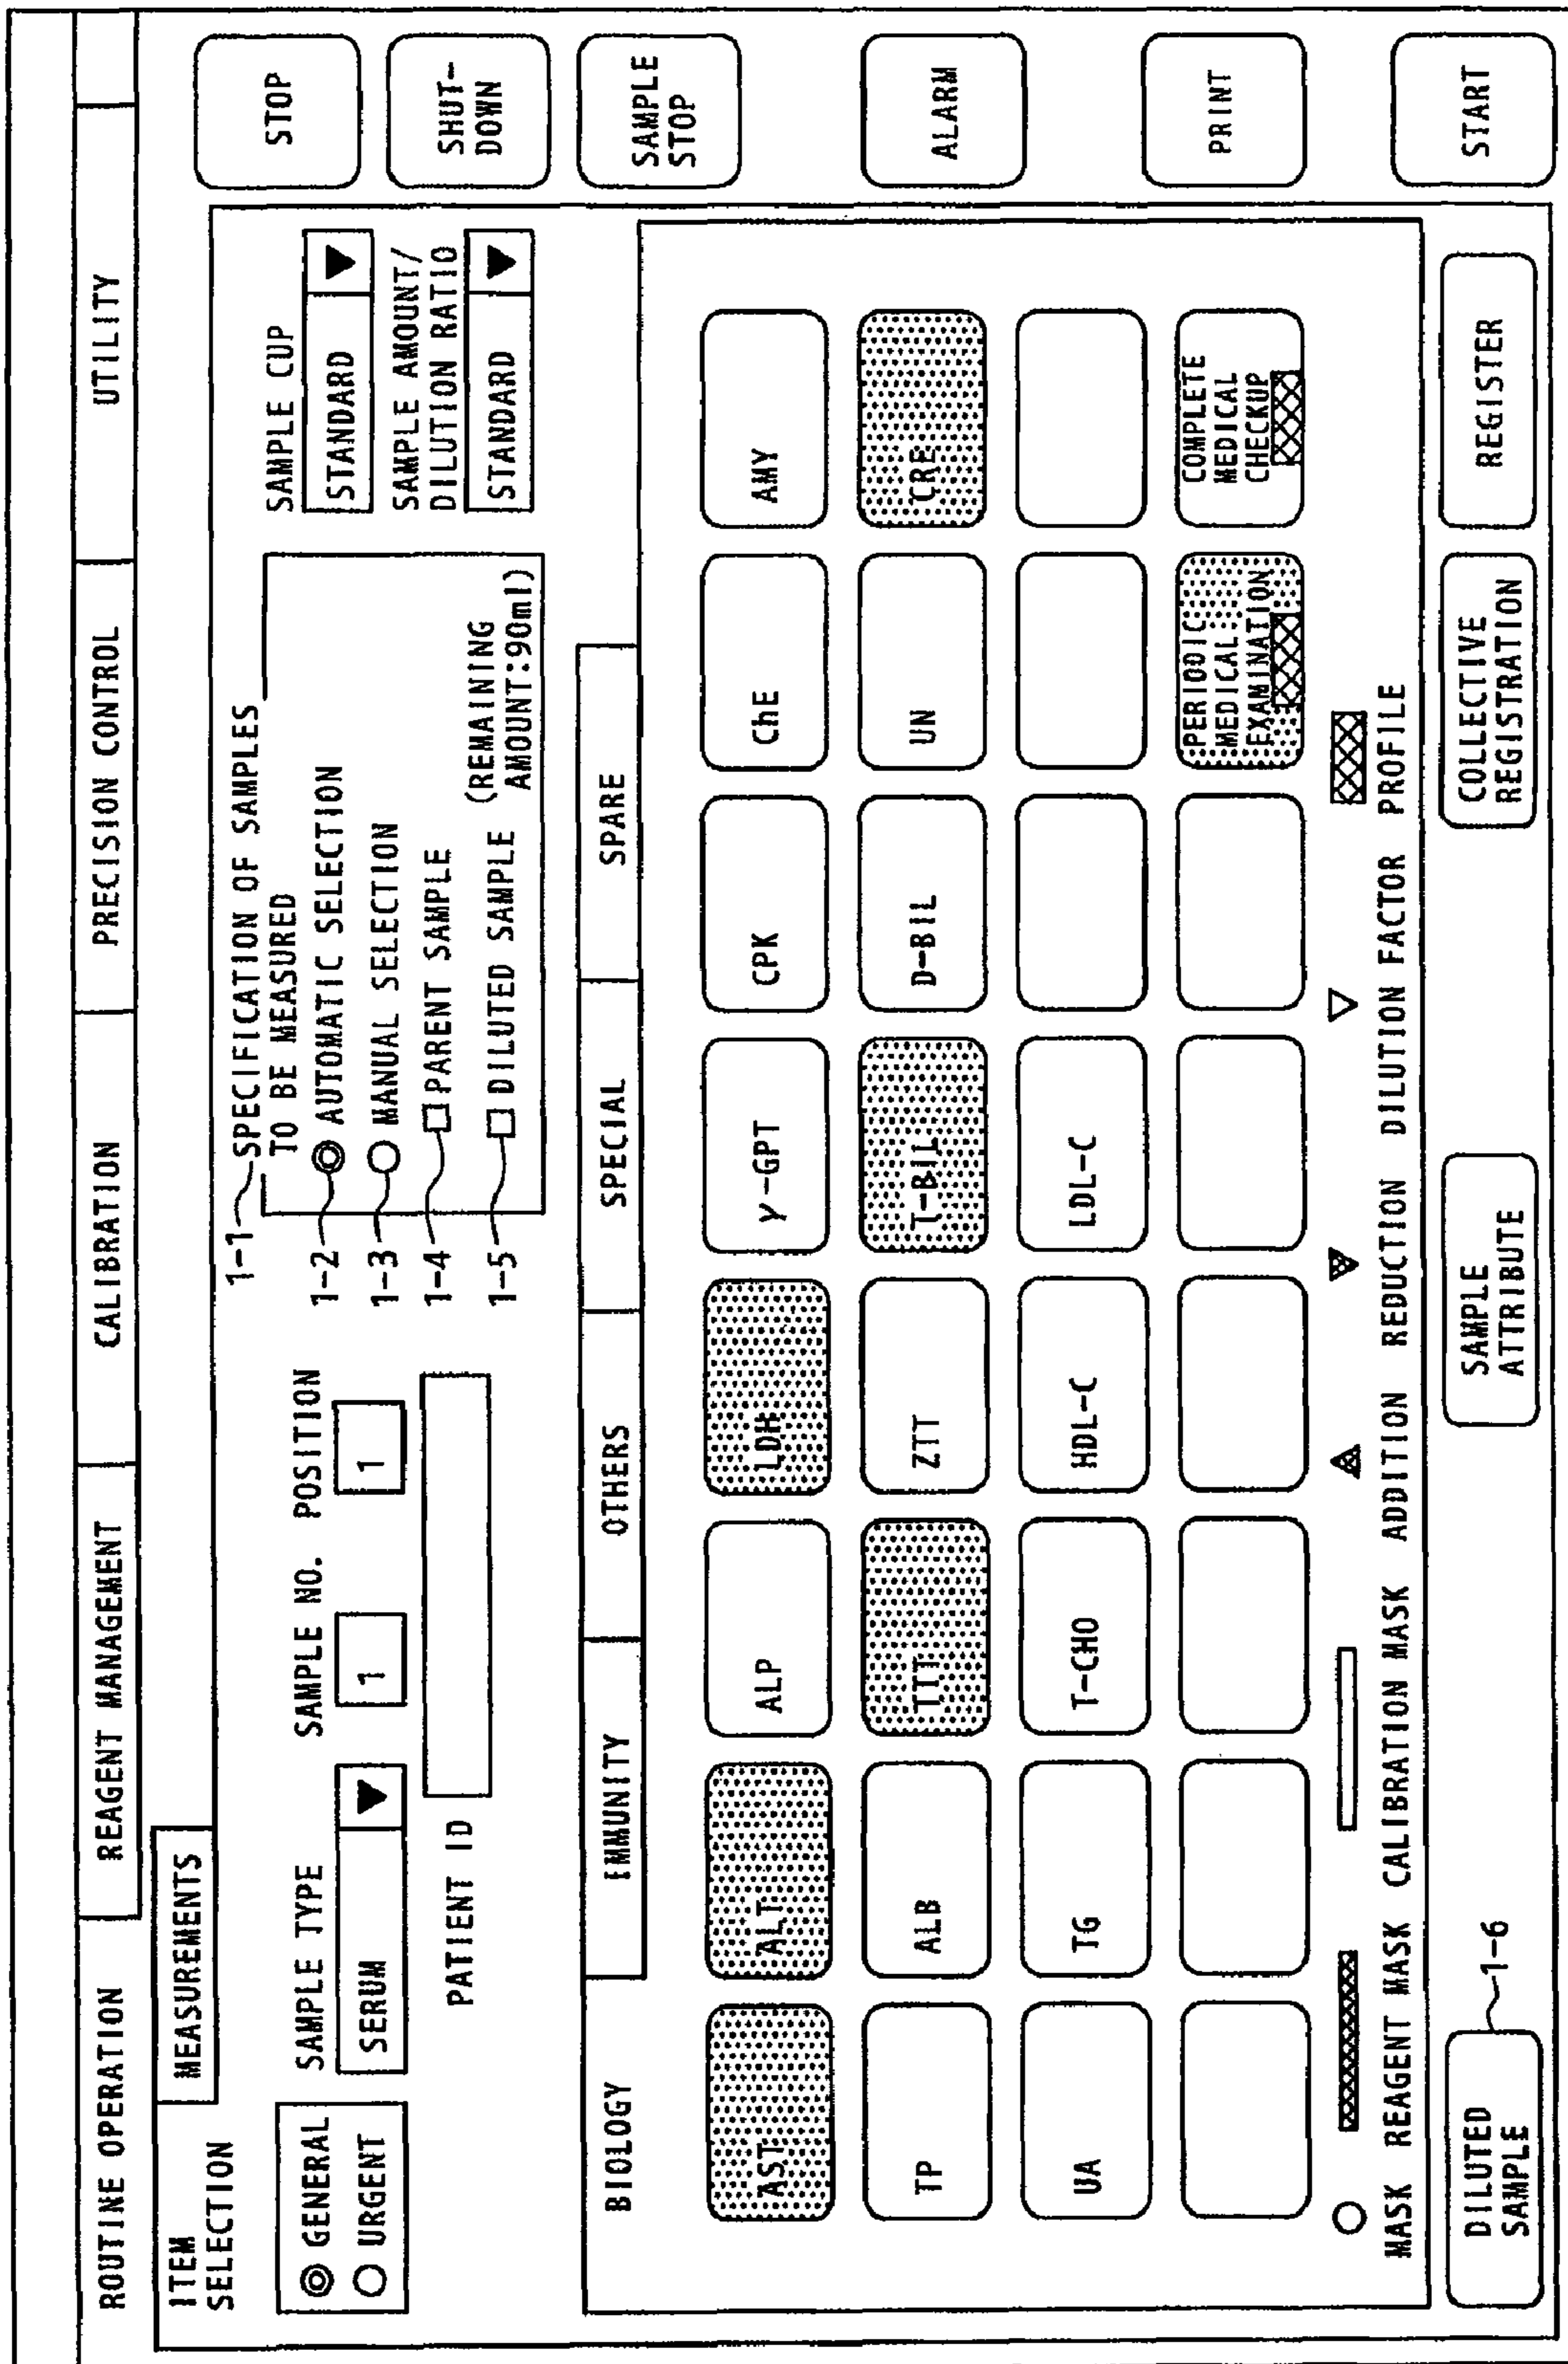 ROUTINE OPERATION
REAGENT MANAGEMENT
CALIBRATION
PRECISION CONTROL
UTILITY
ITEM
SELECTION
MEASUREMENTS
GENERAL
URGENT
SAMPLE TYPE
SERUM
SAMPLE NO.
1
POSITION
1
PATIENT ID
1-1
SPECIFICATION OF SAMPLES
TO BE MEASURED
1-2
AUTOMATIC SELECTION
1-3
MANUAL SELECTION
1-4
PARENT SAMPLE
1-5
DILUTED SAMPLE
(REMAINING
AMOUNT:90ml)
SAMPLE CUP
STANDARD
SAMPLE AMOUNT/
DILUTION RATIO
STANDARD
STOP
SHUT-
DOWN
SAMPLE
STOP
ALARM
PRINT
START
BIOLOGY
IMMUNITY
OTHERS
SPECIAL
SPARE
AST
ALT
ALP
LDH
γ-GPT
CPK
ChE
AMY
TP
ALB
TTT
ZTT
T-BIL
D-BIL
UN
CRE
UA
TG
T-CHO
HDL-C
LDL-C
PERIODIC
MEDICAL
EXAMINATION
COMPLETE
MEDICAL
CHECKUP
MASK
REAGENT MASK
CALIBRATION MASK
ADDITION
REDUCTION
DILUTION FACTOR
PROFILE
DILUTED
SAMPLE
1-6
SAMPLE
ATTRIBUTE
COLLECTIVE
REGISTRATION
REGISTER